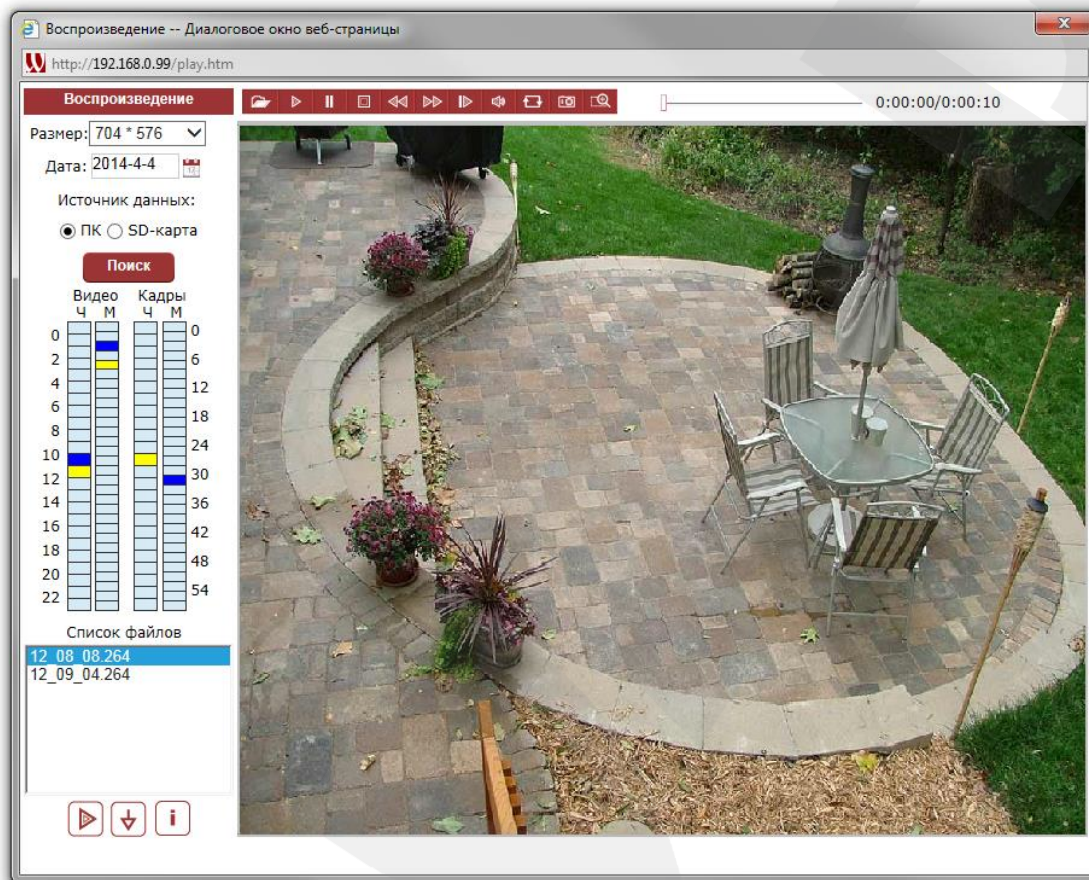 Воспроизведение -- Диалоговое окно веб-страницы
http://192.168.0.99/play.htm
Воспроизведение
0:00:00/0:00:10
Размер: 704 * 576
Дата: 2014-4-4
Источник данных:
ПК SD-карта
Поиск
Видео Кадры
Ч М Ч М
0 0
2 6
4 12
6 18
8 24
10 30
12 36
14 42
16 48
18 54
20
22
Список файлов
12_08_08.264
12_09_04.264